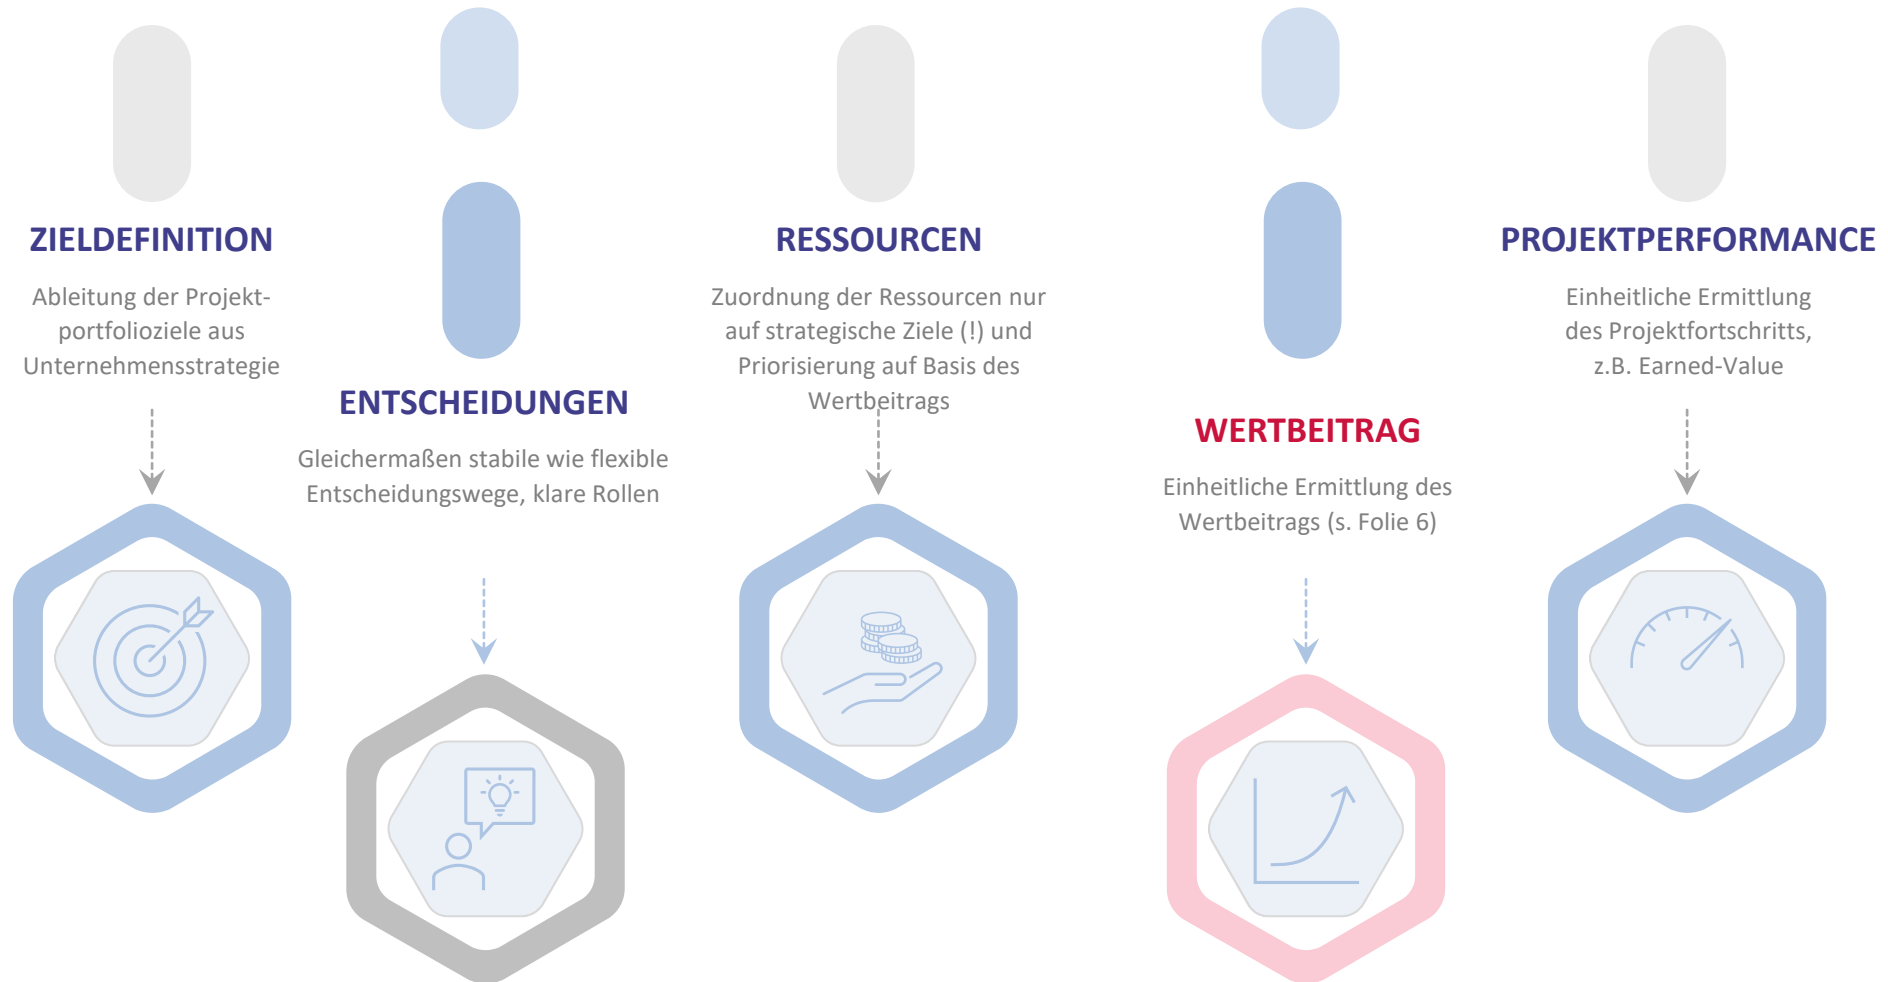 ZIELDEFINITION
Ableitung der Projekt-
portfolioziele aus
Unternehmensstrategie
ENTSCHEIDUNGEN
Gleichermaßen stabile wie flexible
Entscheidungswege, klare Rollen
RESSOURCEN
Zuordnung der Ressourcen nur
auf strategische Ziele (!) und
Priorisierung auf Basis des
Wertbeitrags
WERTBEITRAG
Einheitliche Ermittlung des
Wertbeitrags (s. Folie 6)
PROJEKTPERFORMANCE
Einheitliche Ermittlung
des Projektfortschritts,
z.B. Earned-Value